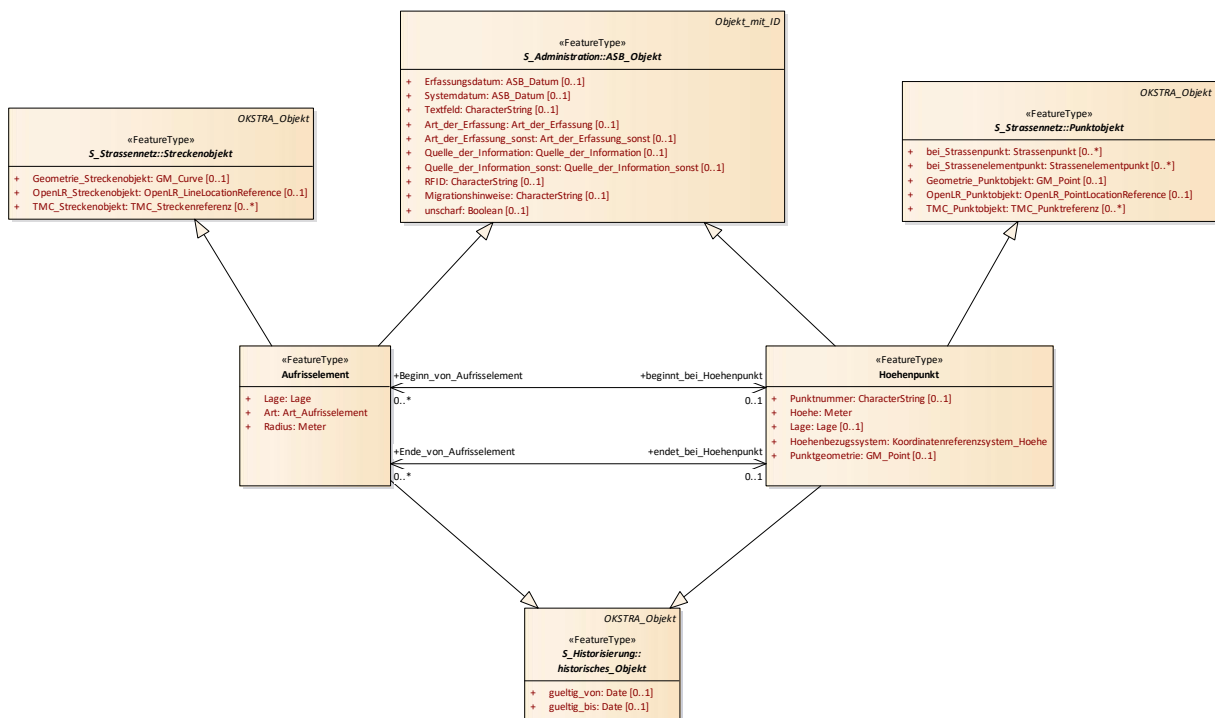 Objekt_mit_ID
«FeatureType»
S_Administration::ASB_Objekt
+ Erfassungsdatum: ASB_Datum [0..1]
+ Systemdatum: ASB_Datum [0..1]
+ Textfeld: CharacterString [0..1]
+ Art_der_Erfassung: Art_der_Erfassung [0..1]
+ Art_der_Erfassung_sonst: Art_der_Erfassung_sonst [0..1]
+ Quelle_der_Information: Quelle_der_Information [0..1]
+ Quelle_der_Information_sonst: Quelle_der_Information_sonst [0..1]
+ RFID: CharacterString [0..1]
+ Migrationshinweise: CharacterString [0..1]
+ unscharf: Boolean [0..1]
OKSTRA_Objekt
«FeatureType»
S_Strassennetz::Streckenobjekt
+ Geometrie_Streckenobjekt: GM_Curve [0..1]
+ OpenLR_Streckenobjekt: OpenLR_LineLocationReference [0..1]
+ TMC_Streckenobjekt: TMC_Streckenreferenz [0..*]
OKSTRA_Objekt
«FeatureType»
S_Strassennetz::Punktobjekt
+ bei_Strassenpunkt: Strassenpunkt [0..*]
+ bei_Strassenelementpunkt: Strassenelementpunkt [0..*]
+ Geometrie_Punktobjekt: GM_Point [0..1]
+ OpenLR_Punktobjekt: OpenLR_PointLocationReference [0..1]
+ TMC_Punktobjekt: TMC_Punktreferenz [0..*]
«FeatureType»
Aufrisselement
+ Lage: Lage
+ Art: Art_Aufrisselement
+ Radius: Meter
+Beginn_von_Aufrisselement
0..*
+beginnt_bei_Hoehenpunkt
0..1
+Ende_von_Aufrisselement
0..*
+endet_bei_Hoehenpunkt
0..1
«FeatureType»
Hoehenpunkt
+ Punktnummer: CharacterString [0..1]
+ Hoehe: Meter
+ Lage: Lage [0..1]
+ Hoehenbezugssystem: Koordinatenreferenzsystem_Hoehe
+ Punktgeometrie: GM_Point [0..1]
OKSTRA_Objekt
«FeatureType»
S_Historisierung::
historisches_Objekt
+ gueltig_von: Date [0..1]
+ gueltig_bis: Date [0..1]